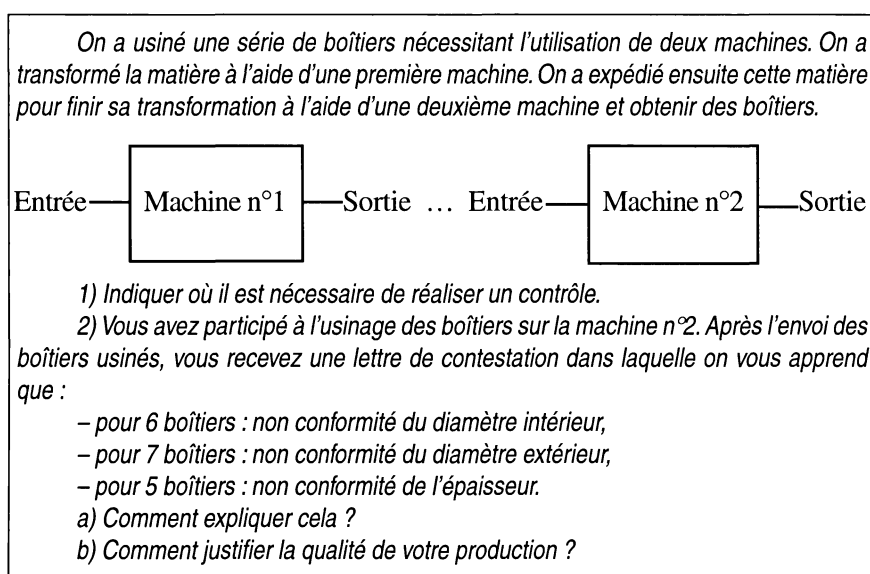 On a usiné une série de boîtiers nécessitant l'utilisation de deux machines. On a
transformé la matière à l'aide d'une première machine. On a expédié ensuite cette matière
pour finir sa transformation à l'aide d'une deuxième machine et obtenir des boîtiers.
Entrée Machine n°1 Sortie ... Entrée Machine n°2 Sortie
1) Indiquer où il est nécessaire de réaliser un contrôle.
2) Vous avez participé à l'usinage des boîtiers sur la machine n°2. Après l'envoi des
boîtiers usinés, vous recevez une lettre de contestation dans laquelle on vous apprend
que :
– pour 6 boîtiers : non conformité du diamètre intérieur,
– pour 7 boîtiers : non conformité du diamètre extérieur,
– pour 5 boîtiers : non conformité de l'épaisseur.
a) Comment expliquer cela ?
b) Comment justifier la qualité de votre production ?